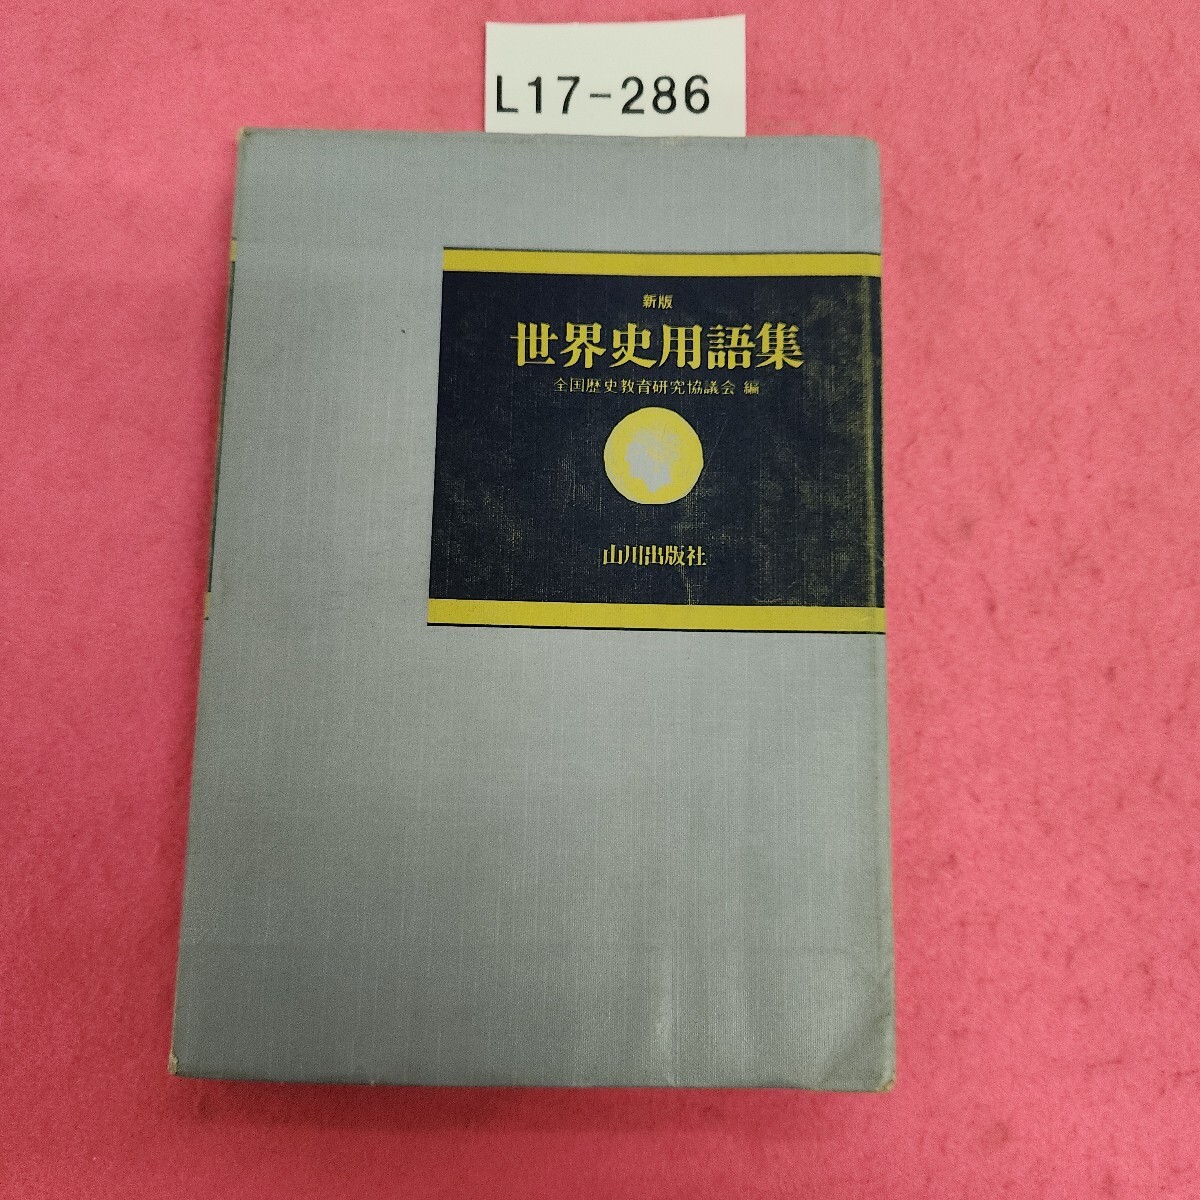 L17-286
新版
世界史用語集
全国歴史教育研究協議会 編
山川出版社